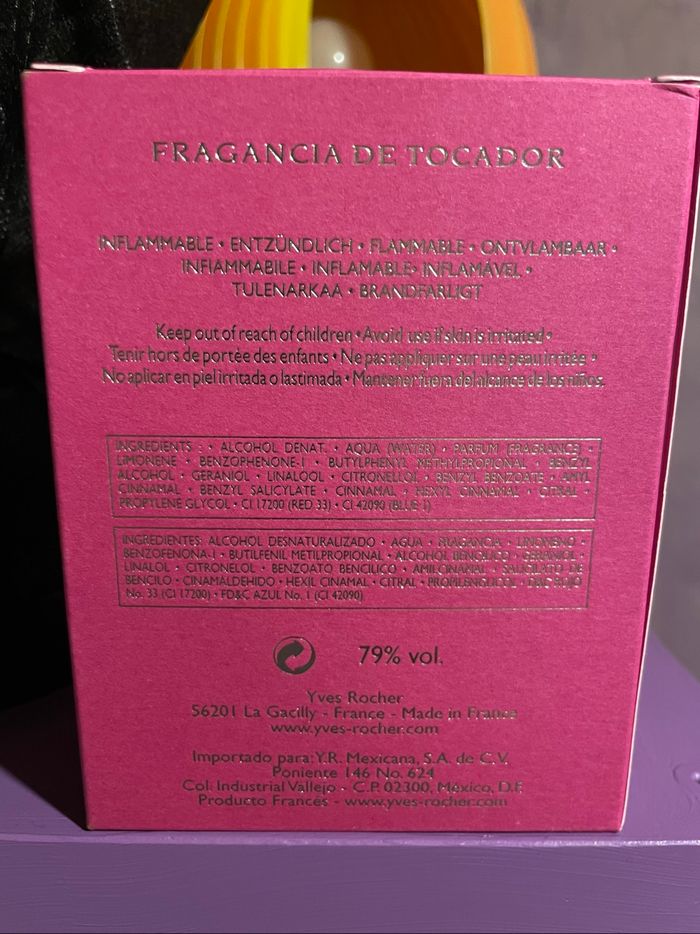 FRAGANCIA DE TOCADOR
INFLAMMABLE • ENTZÜNDLICH • FLAMMABLE • ONTVLAMBAAR •
INFIAMMABILE • INFLAMABLE• INFLAMÁVEL •
TULENARKAA • BRANDFARLIGT
Keep out of reach of children • Avoid use if skin is irritated •
Tenir hors de portée des enfants • Ne pas appliquer sur une peau irritée •
No aplicar en piel irritada o lastimada • Mantener fuera del alcance de los niños.
INGREDIENTS : • ALCOHOL DENAT. • AQUA (WATER) • PARFUM (FRAGRANCE) •
LIMONENE • BENZOPHENONE-1 • BUTYLPHENYL METHYLPROPIONAL • BENZYL
ALCOHOL • GERANIOL • LINALOOL • CITRONELLOL • BENZYL BENZOATE • AMYL
CINNAMAL • BENZYL SALICYLATE • CINNAMAL • HEXYL CINNAMAL • CITRAL •
PROPYLENE GLYCOL • CI 17200 (RED 33) • CI 42090 (BLUE 1)
INGREDIENTES: ALCOHOL DESNATURALIZADO • AGUA • FRAGANCIA • LIMONENO •
BENZOFENONA-1 • BUTILFENIL METILPROPIONAL • ALCOHOL BENCILICO • GERANIOL •
LINALOL • CITRONELOL • BENZOATO BENCILICO • AMILCINAMAL • SALICILATO DE
BENCILO • CINAMALDEHIDO • HEXIL CINAMAL • CITRAL • PROPILENGLICOL • D&C ROJO
No. 33 (CI 17200) • FD&C AZUL No. 1 (CI 42090)
79% vol.
Yves Rocher
56201 La Gacilly - France - Made in France
www.yves-rocher.com
Importado para: Y.R. Mexicana, S.A. de C.V.
Poniente 146 No. 624
Col. Industrial Vallejo - C.P. 02300, México, D.F.
Producto Francés - www.yves-rocher.com